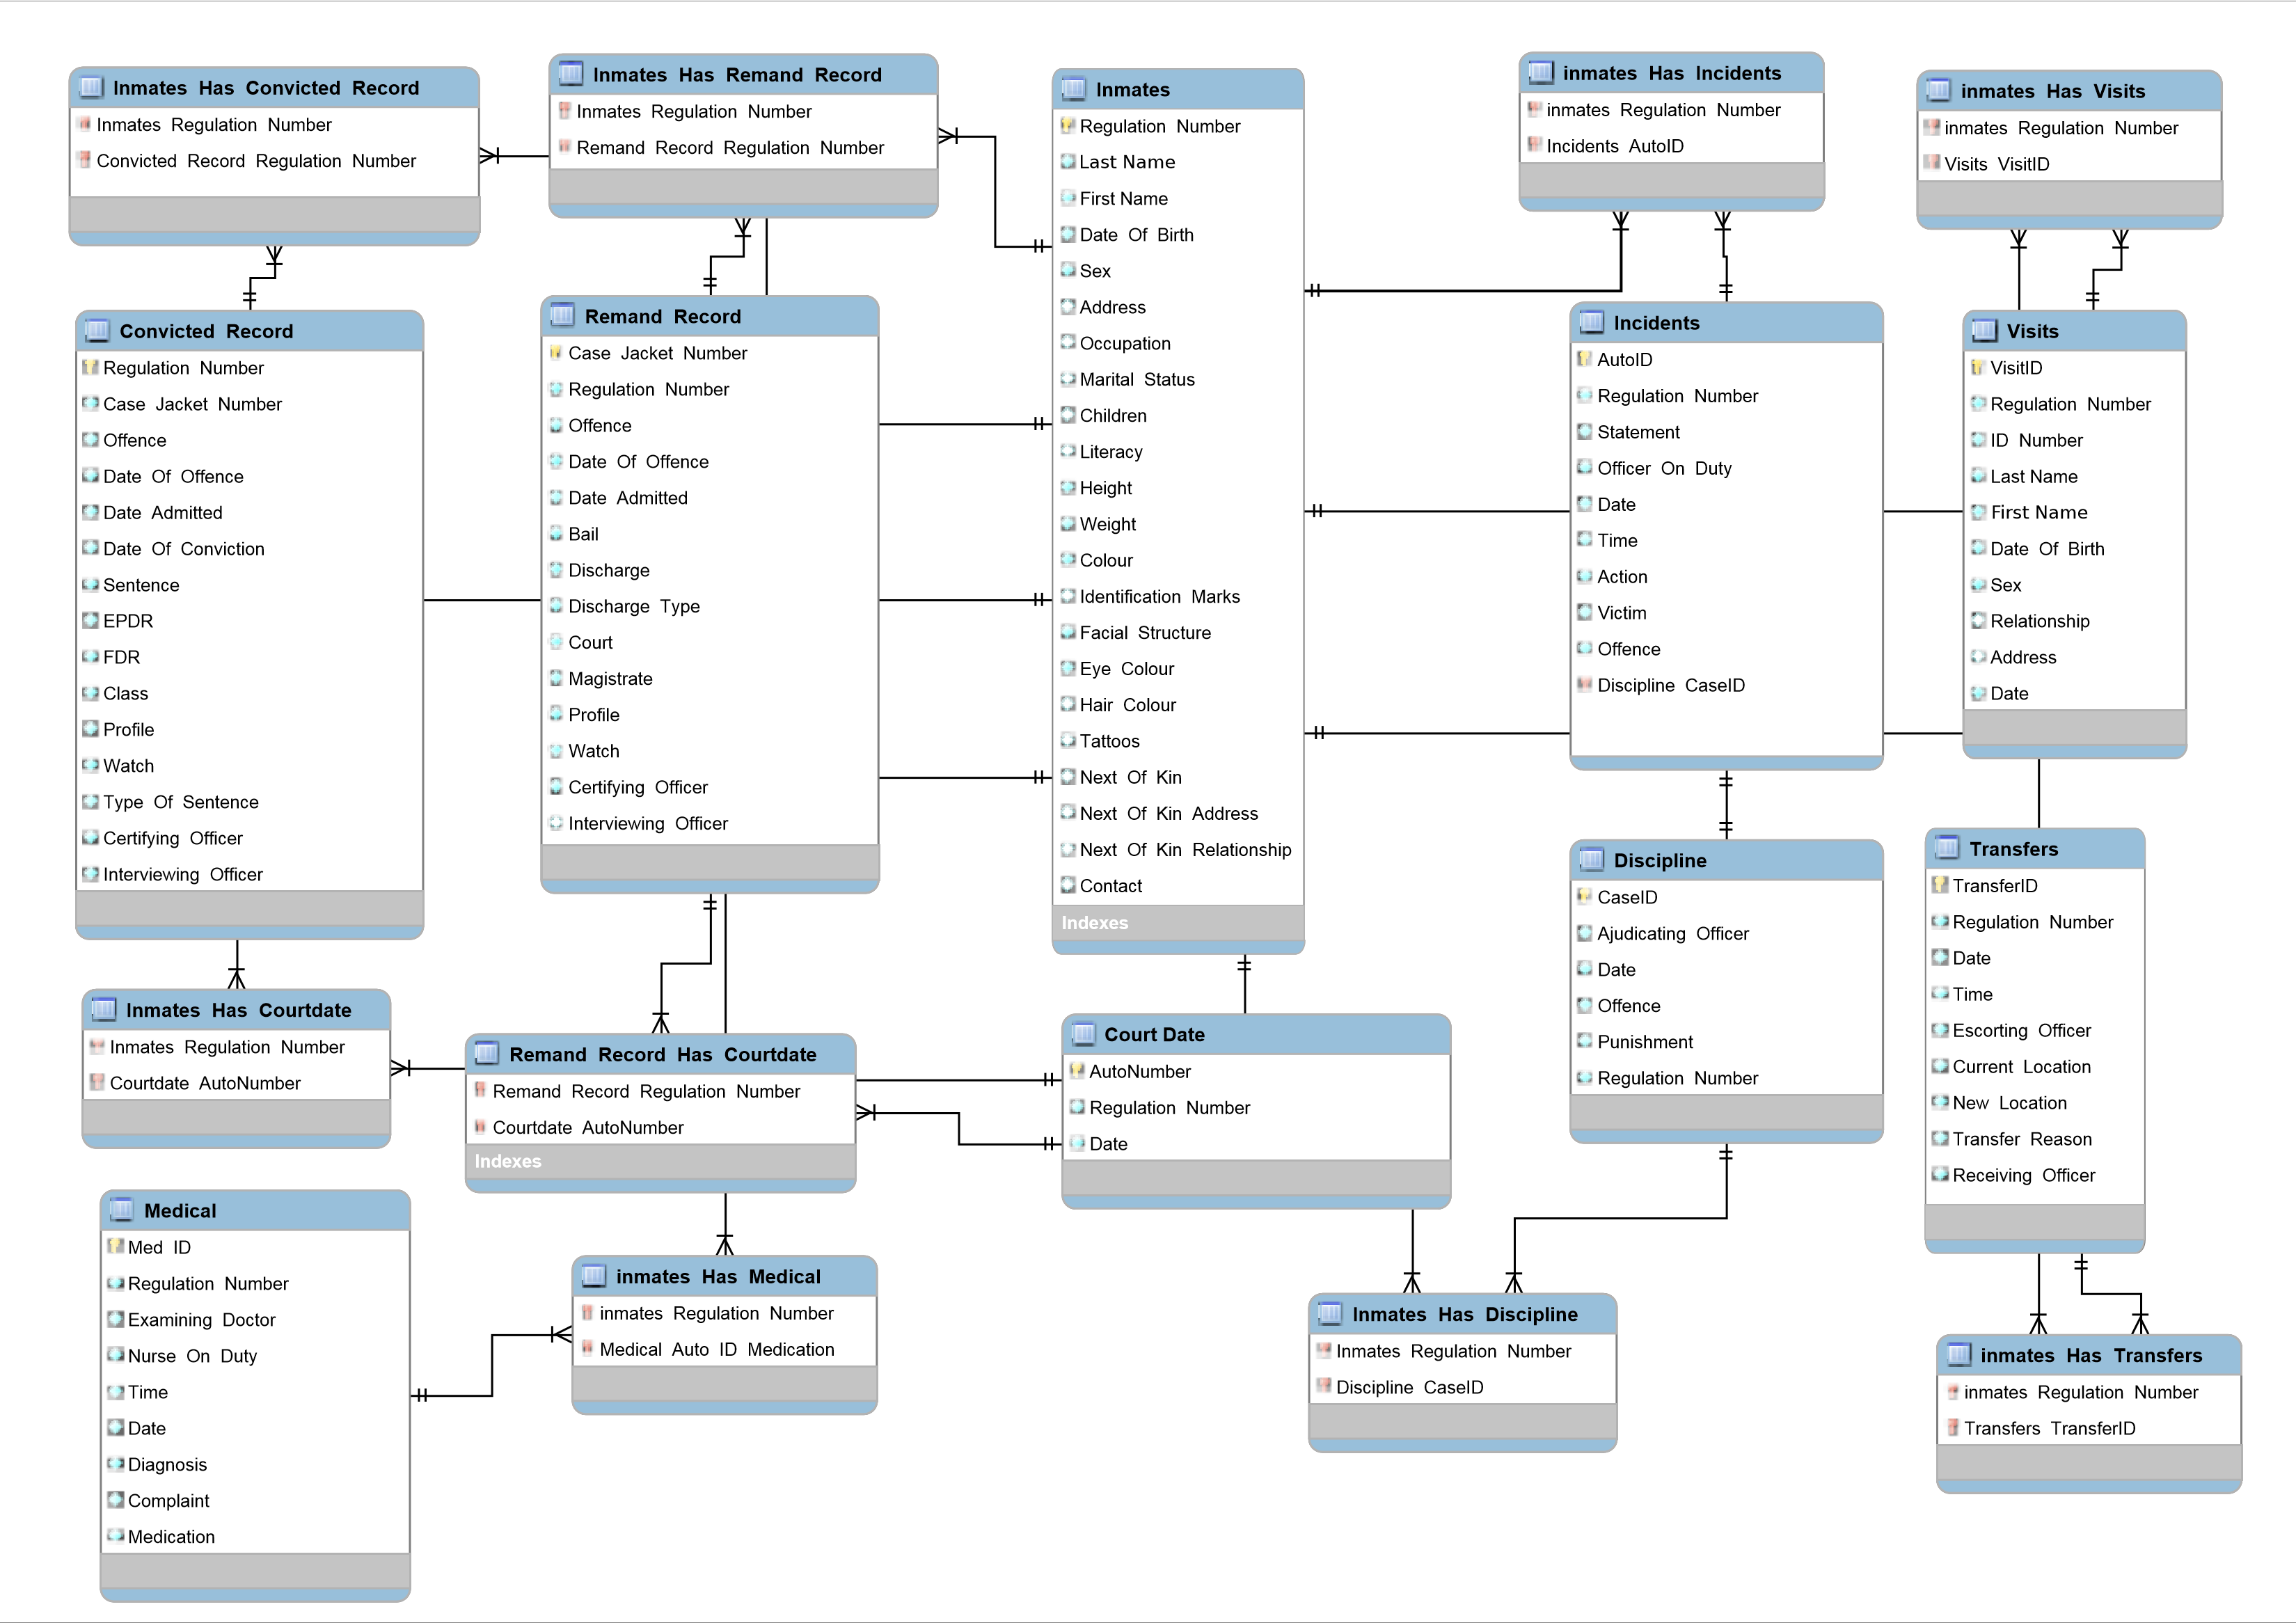 Inmates Has Convicted Record
Inmates Regulation Number
Convicted Record Regulation Number
Inmates Has Remand Record
Inmates Regulation Number
Remand Record Regulation Number
Inmates
Regulation Number
Last Name
First Name
Date Of Birth
Sex
Address
Occupation
Marital Status
Children
Literacy
Height
Weight
Colour
Identification Marks
Facial Structure
Eye Colour
Hair Colour
Tattoos
Next Of Kin
Next Of Kin Address
Next Of Kin Relationship
Contact
Indexes
inmates Has Incidents
inmates Regulation Number
Incidents AutoID
inmates Has Visits
inmates Regulation Number
Visits VisitID
Convicted Record
Regulation Number
Case Jacket Number
Offence
Date Of Offence
Date Admitted
Date Of Conviction
Sentence
EPDR
FDR
Class
Profile
Watch
Type Of Sentence
Certifying Officer
Interviewing Officer
Remand Record
Case Jacket Number
Regulation Number
Offence
Date Of Offence
Date Admitted
Bail
Discharge
Discharge Type
Court
Magistrate
Profile
Watch
Certifying Officer
Interviewing Officer
Incidents
AutoID
Regulation Number
Statement
Officer On Duty
Date
Time
Action
Victim
Offence
Discipline CaseID
Visits
VisitID
Regulation Number
ID Number
Last Name
First Name
Date Of Birth
Sex
Relationship
Address
Date
Inmates Has Courtdate
Inmates Regulation Number
Courtdate AutoNumber
Remand Record Has Courtdate
Remand Record Regulation Number
Courtdate AutoNumber
Indexes
Court Date
AutoNumber
Regulation Number
Date
Discipline
CaseID
Ajudicating Officer
Date
Offence
Punishment
Regulation Number
Transfers
TransferID
Regulation Number
Date
Time
Escorting Officer
Current Location
New Location
Transfer Reason
Receiving Officer
Medical
Med ID
Regulation Number
Examining Doctor
Nurse On Duty
Time
Date
Diagnosis
Complaint
Medication
inmates Has Medical
inmates Regulation Number
Medical Auto ID Medication
Inmates Has Discipline
Inmates Regulation Number
Discipline CaseID
inmates Has Transfers
inmates Regulation Number
Transfers TransferID